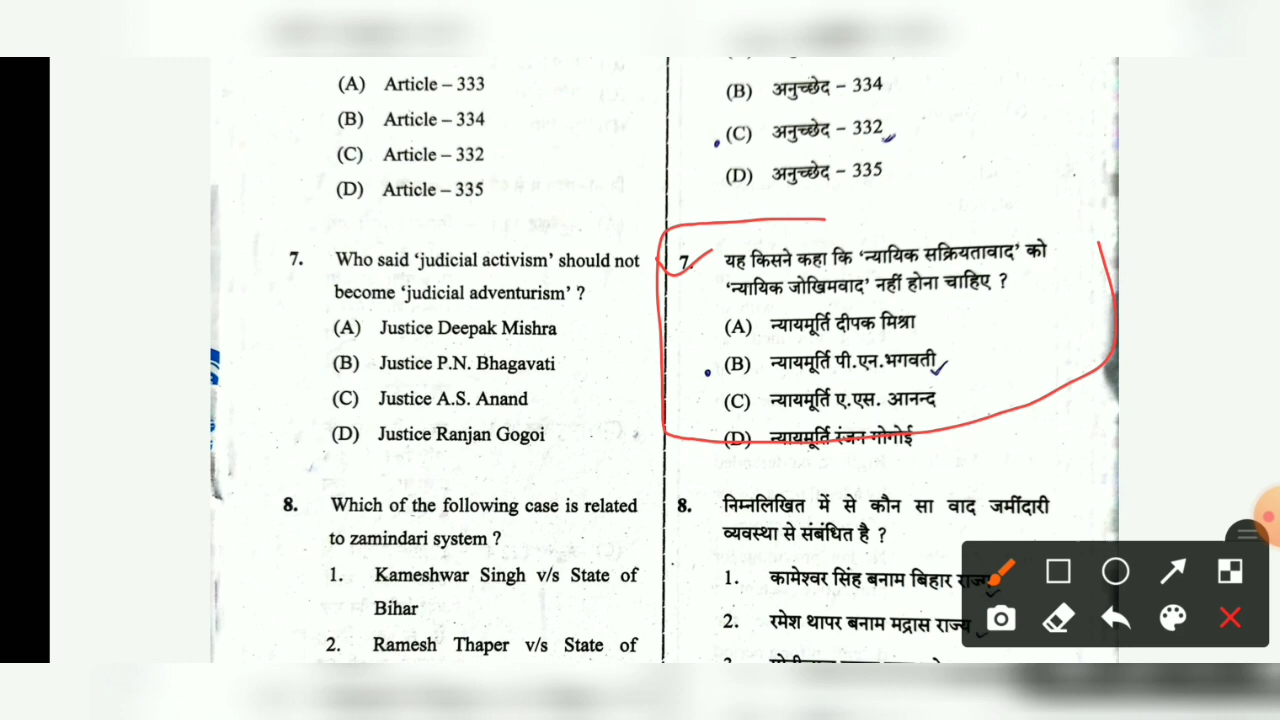 (A) Article – 333
(B) Article – 334
(C) Article – 332
(D) Article – 335
7. Who said ‘judicial activism’ should not
become ‘judicial adventurism’ ?
(A) Justice Deepak Mishra
(B) Justice P.N. Bhagavati
(C) Justice A.S. Anand
(D) Justice Ranjan Gogoi
8. Which of the following case is related
to zamindari system ?
1. Kameshwar Singh v/s State of
Bihar
2. Ramesh Thaper v/s State of
(B) अनुच्छेद – 334
(C) अनुच्छेद – 332
(D) अनुच्छेद – 335
7. यह किसने कहा कि ‘न्यायिक सक्रियतावाद’ को
‘न्यायिक जोखिमवाद’ नहीं होना चाहिए ?
(A) न्यायमूर्ति दीपक मिश्रा
(B) न्यायमूर्ति पी.एन.भगवती
(C) न्यायमूर्ति ए.एस. आनन्द
(D) न्यायमूर्ति रंजन गोगोई
8. निम्नलिखित में से कौन सा वाद जमींदारी
व्यवस्था से संबंधित है ?
1. कामेश्वर सिंह बनाम बिहार राज्य
2. रमेश थापर बनाम मद्रास राज्य